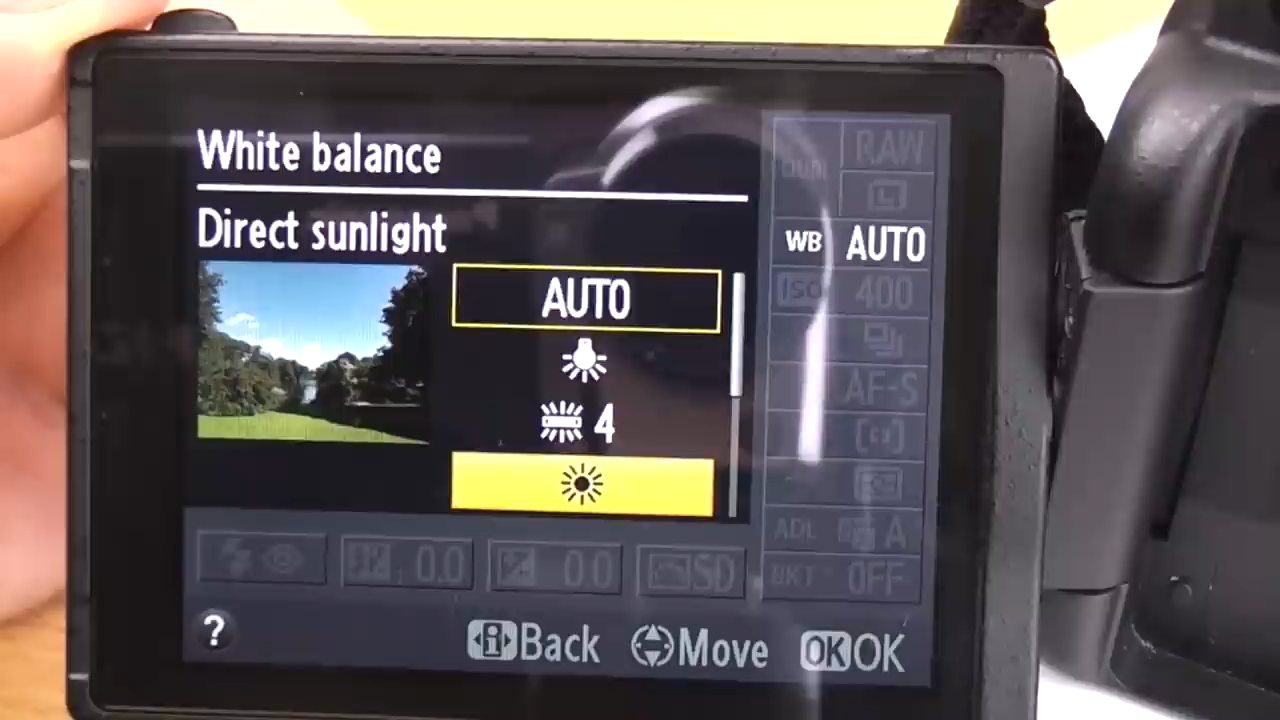 White balance
Direct sunlight
AUTO
4
RAW
L
WB AUTO
ISO 400
AF-S
ADL A
BKT OFF
0.0
0.0
SD
? Back Move OK OK